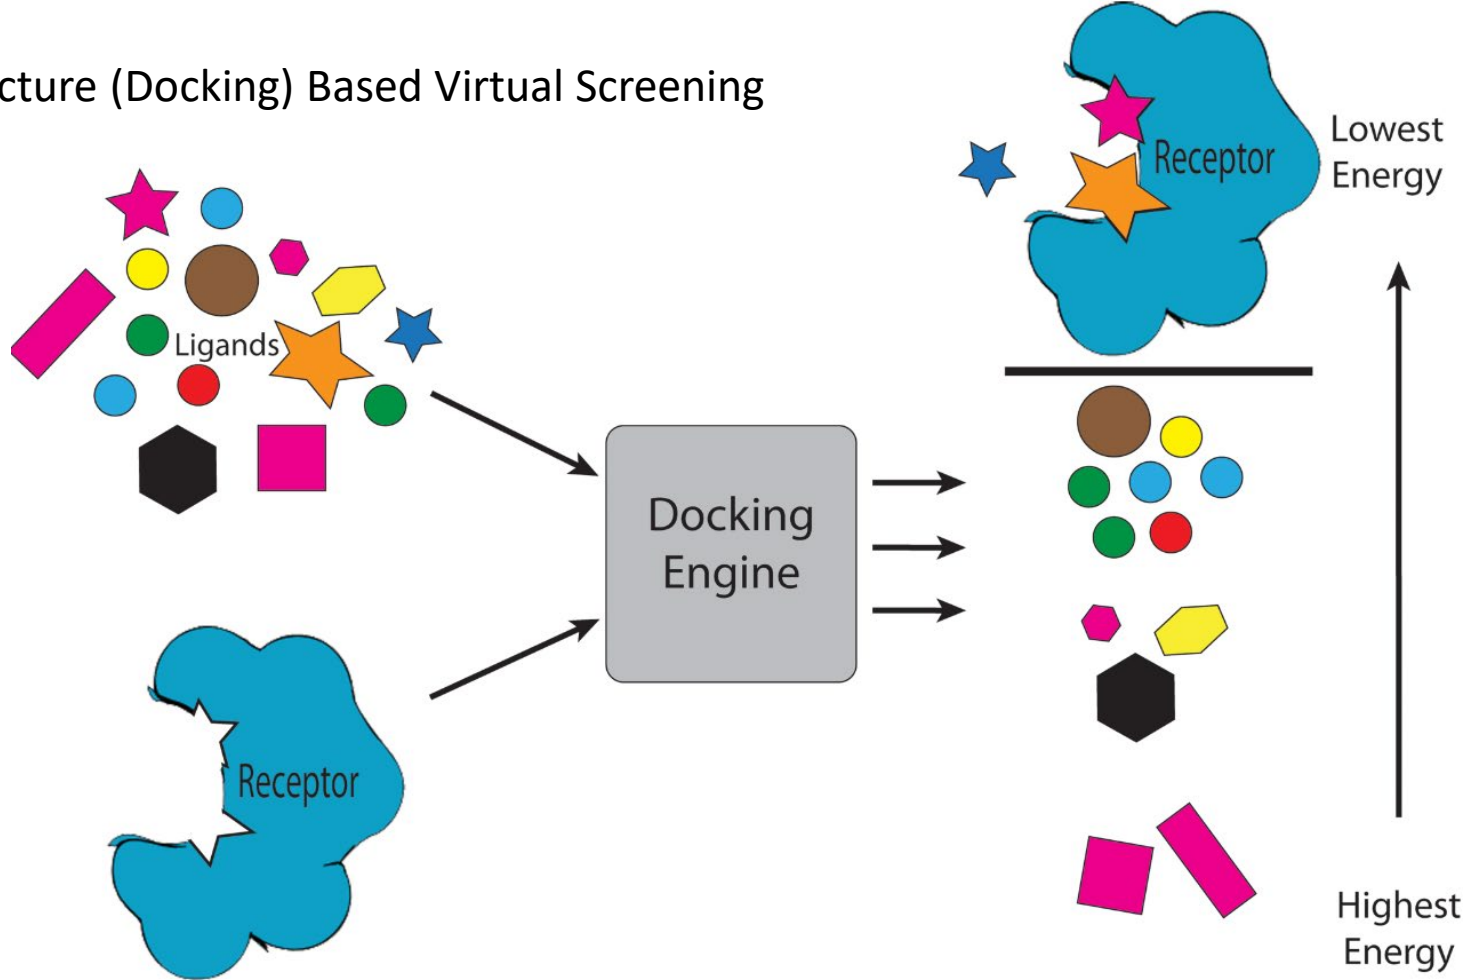 cture (Docking) Based Virtual Screening
Ligands
Receptor
Docking
Engine
Receptor
Lowest
Energy
Highest
Energy